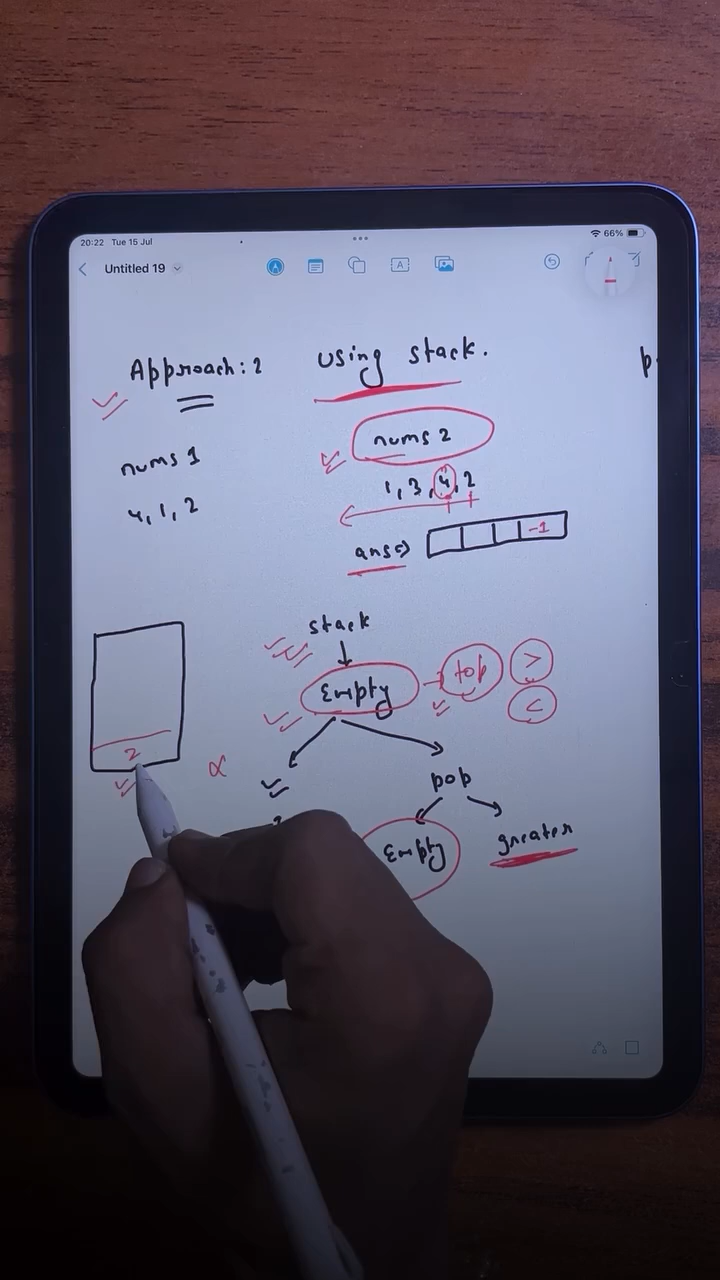 20:22 Tue 15 Jul
66%
Untitled 19
A
Approach: 2 using stack.
nums 1
4, 1, 2
nums 2
1, 3, 4, 2
ans => -1
stack
Empty
top
>
<
2
pop
Empty
greater